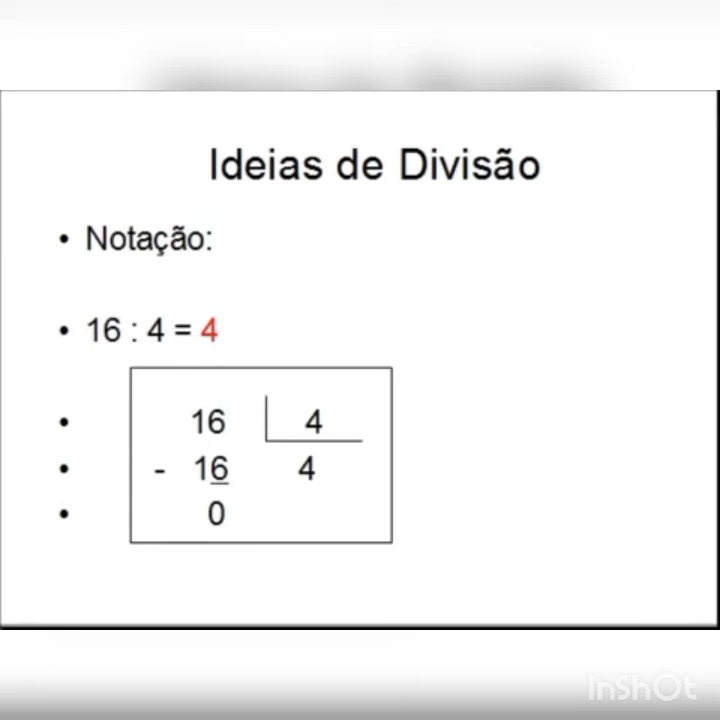 Ideias de Divisão
• Notação:
• 16 : 4 = 4
• 16 4
• - 16 4
• 0
InShOt